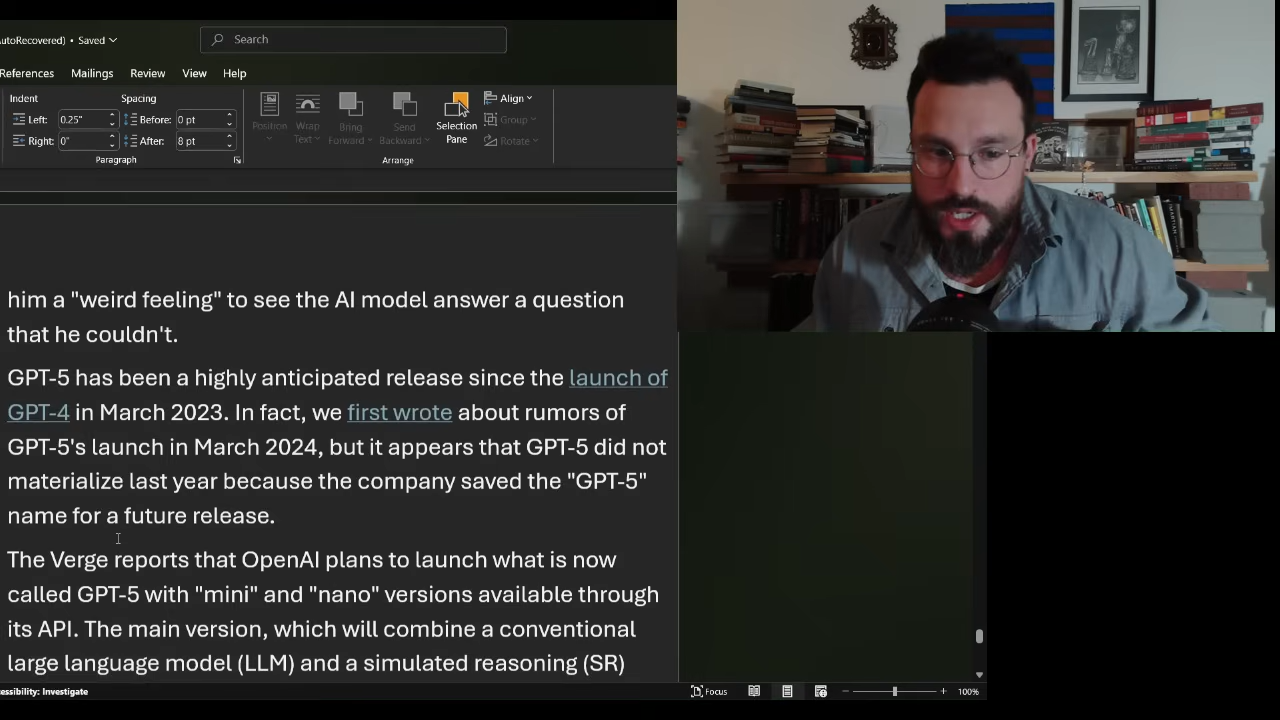 AutoRecovered) • Saved
Search
References Mailings Review View Help
Indent Spacing
Left: 0.25" Before: 0 pt
Right: 0" After: 8 pt
Paragraph
Position
Wrap Text
Bring Forward
Send Backward
Selection Pane
Align
Group
Rotate
Arrange
him a "weird feeling" to see the AI model answer a question
that he couldn't.
GPT-5 has been a highly anticipated release since the launch of
GPT-4 in March 2023. In fact, we first wrote about rumors of
GPT-5's launch in March 2024, but it appears that GPT-5 did not
materialize last year because the company saved the "GPT-5"
name for a future release.
The Verge reports that OpenAI plans to launch what is now
called GPT-5 with "mini" and "nano" versions available through
its API. The main version, which will combine a conventional
large language model (LLM) and a simulated reasoning (SR)
cessibility: Investigate
Focus
100%